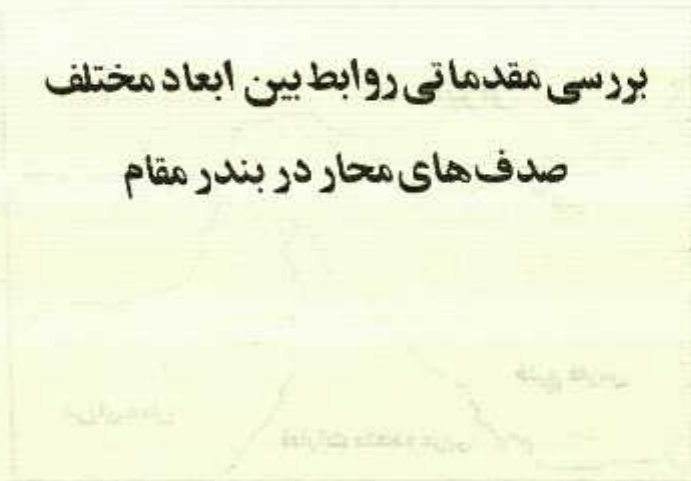 بررسی مقدماتی روابط بین ابعاد مختلف
صدف‌های محار در بندر مقام